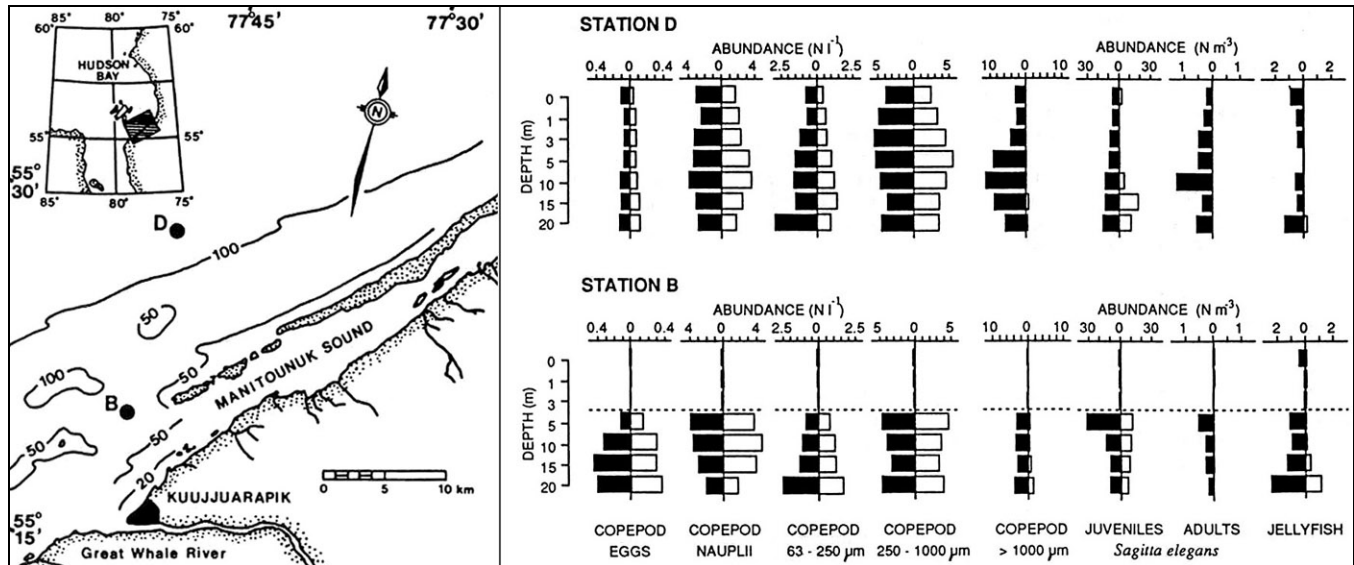 85° 80° 75°
60° 60°
HUDSON
BAY
55° 55°
85° 80° 75°
77°45' 77°30'
N
55°
30'
D
100
50
50
100
MANITOUNUK SOUND
B
50
50
20
0 5 10 km
KUUJJUARAPIK
55°
15'
Great Whale River
STATION D
ABUNDANCE (N l⁻¹) ABUNDANCE (N m⁻³)
0.4 0 0.4 4 0 4 2.5 0 2.5 5 0 5 10 0 10 30 0 30 1 0 1 2 0 2
DEPTH (m)
0
1
3
5
10
15
20
STATION B
ABUNDANCE (N l⁻¹) ABUNDANCE (N m⁻³)
0.4 0 0.4 4 0 4 2.5 0 2.5 5 0 5 10 0 10 30 0 30 1 0 1 2 0 2
DEPTH (m)
0
1
3
5
10
15
20
COPEPOD COPEPOD COPEPOD COPEPOD COPEPOD JUVENILES ADULTS JELLYFISH
EGGS NAUPLII 63 - 250 µm 250 - 1000 µm > 1000 µm Sagitta elegans